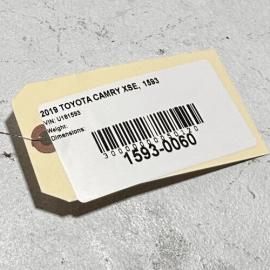 2019 TOYOTA CAMRY XSE, 1593
VIN: U181593
Weight:
Dimensions:
1593-0060